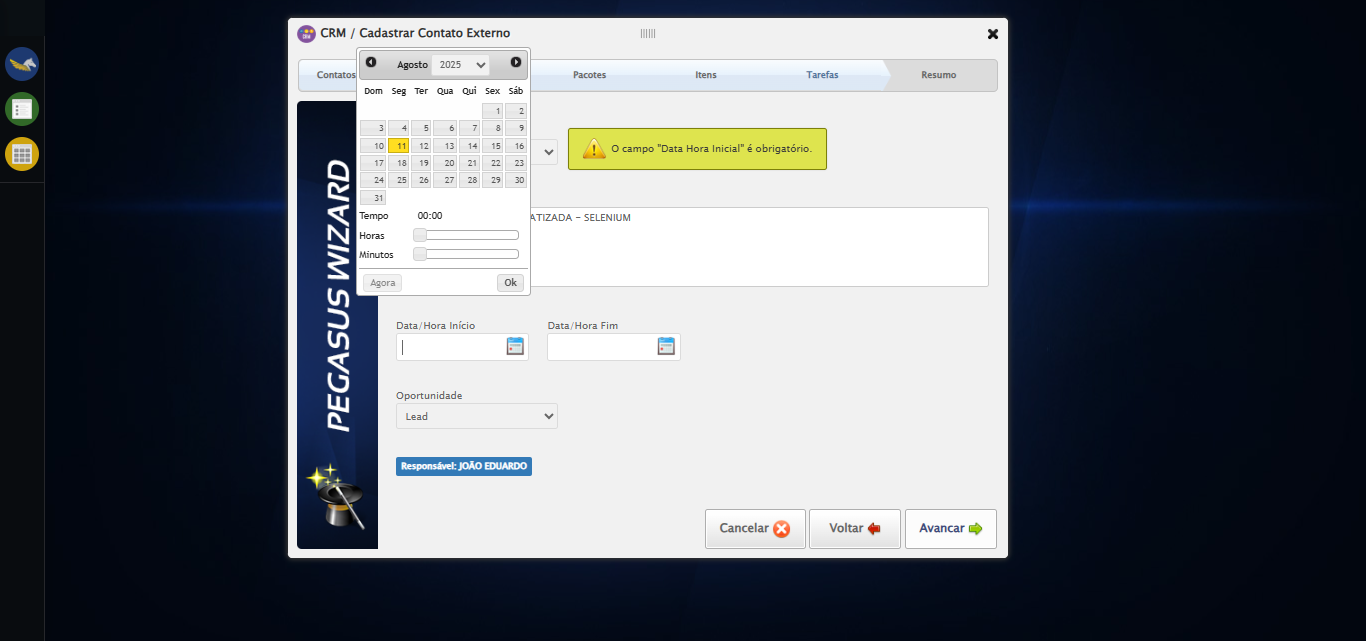 CRM / Cadastrar Contato Externo
Contatos
Pacotes
Itens
Tarefas
Resumo
Agosto 2025
Dom Seg Ter Qua Qui Sex Sáb
1 2
3 4 5 6 7 8 9
10 11 12 13 14 15 16
17 18 19 20 21 22 23
24 25 26 27 28 29 30
31
Tempo 00:00
Horas
Minutos
Agora Ok
O campo "Data Hora Inicial" é obrigatório.
ATIZADA - SELENIUM
PEGASUS WIZARD
Data/Hora Início
Data/Hora Fim
Oportunidade
Lead
Responsável: JOÃO EDUARDO
Cancelar
Voltar
Avancar